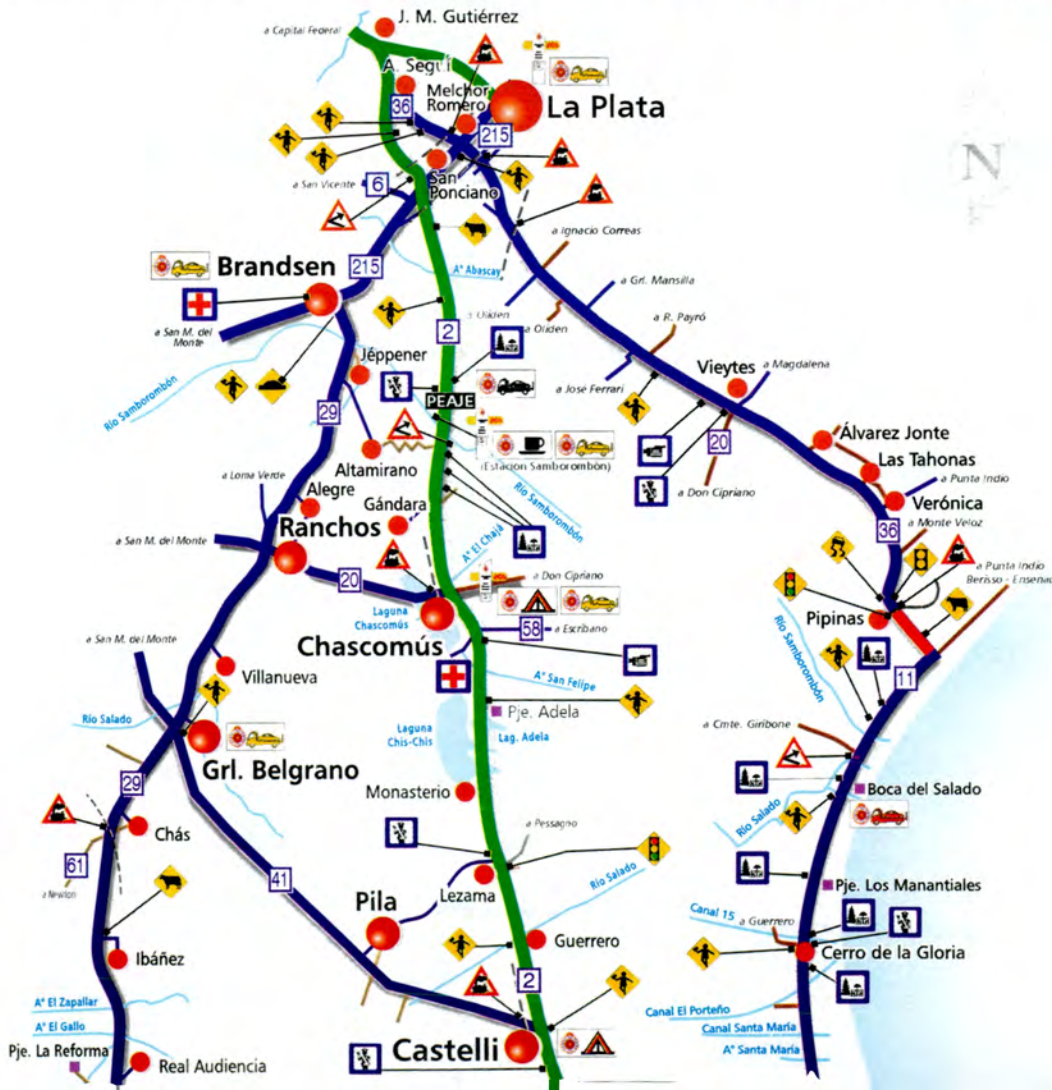 J. M. Gutiérrez
a Capital Federal
A. Seguí
Melchor
Romero
La Plata
36
215
N
San
Ponciano
a San Vicente
6
a Ignacio Correas
Brandsen
215
A° Abascay
a Grl. Mansilla
a Oliden
a Oliden
a R. Payró
a San M. del
Monte
2
Jéppener
a José Ferrari
Vieytes
a Magdalena
Río Samborombón
PEAJE
29
20
Álvarez Jonte
Altamirano
(Estación Samborombón)
Las Tahonas
a Loma Verde
Alegre
Gándara
Río Samborombón
a Don Cipriano
a Punta Indio
Verónica
Ranchos
A° El Chajá
36
a Monte Veloz
a San M. del Monte
20
a Don Cipriano
a Punta Indio
Berisso - Ensenad
Laguna
Chascomús
Pipinas
Chascomús
58
a Escribano
Río Samborombón
a San M. del Monte
Villanueva
A° San Felipe
11
Pje. Adela
Río Salado
Laguna
Chis-Chis
Lag. Adela
a Cmte. Giribone
Grl. Belgrano
29
Monasterio
Boca del Salado
Río Salado
Chás
a Pessagno
61
41
a Newton
Río Salado
Lezama
Pje. Los Manantiales
Pila
Canal 15
a Guerrero
Ibáñez
Guerrero
Cerro de la Gloria
2
A° El Zapallar
Canal El Porteño
A° El Gallo
Canal Santa María
Pje. La Reforma
Real Audiencia
Castelli
A° Santa María